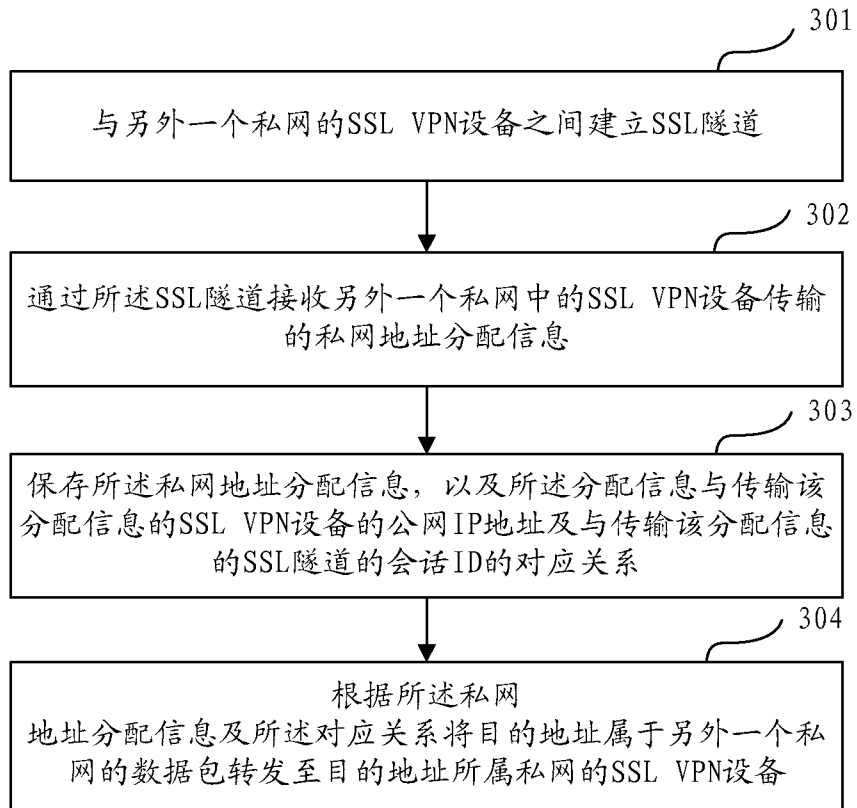 301
与另外一个私网的SSL VPN设备之间建立SSL隧道
302
通过所述SSL隧道接收另外一个私网中的SSL VPN设备传输
的私网地址分配信息
303
保存所述私网地址分配信息，以及所述分配信息与传输该
分配信息的SSL VPN设备的公网IP地址及与传输该分配信息
的SSL隧道的会话ID的对应关系
304
根据所述私网
地址分配信息及所述对应关系将目的地址属于另外一个私
网的数据包转发至目的地址所属私网的SSL VPN设备